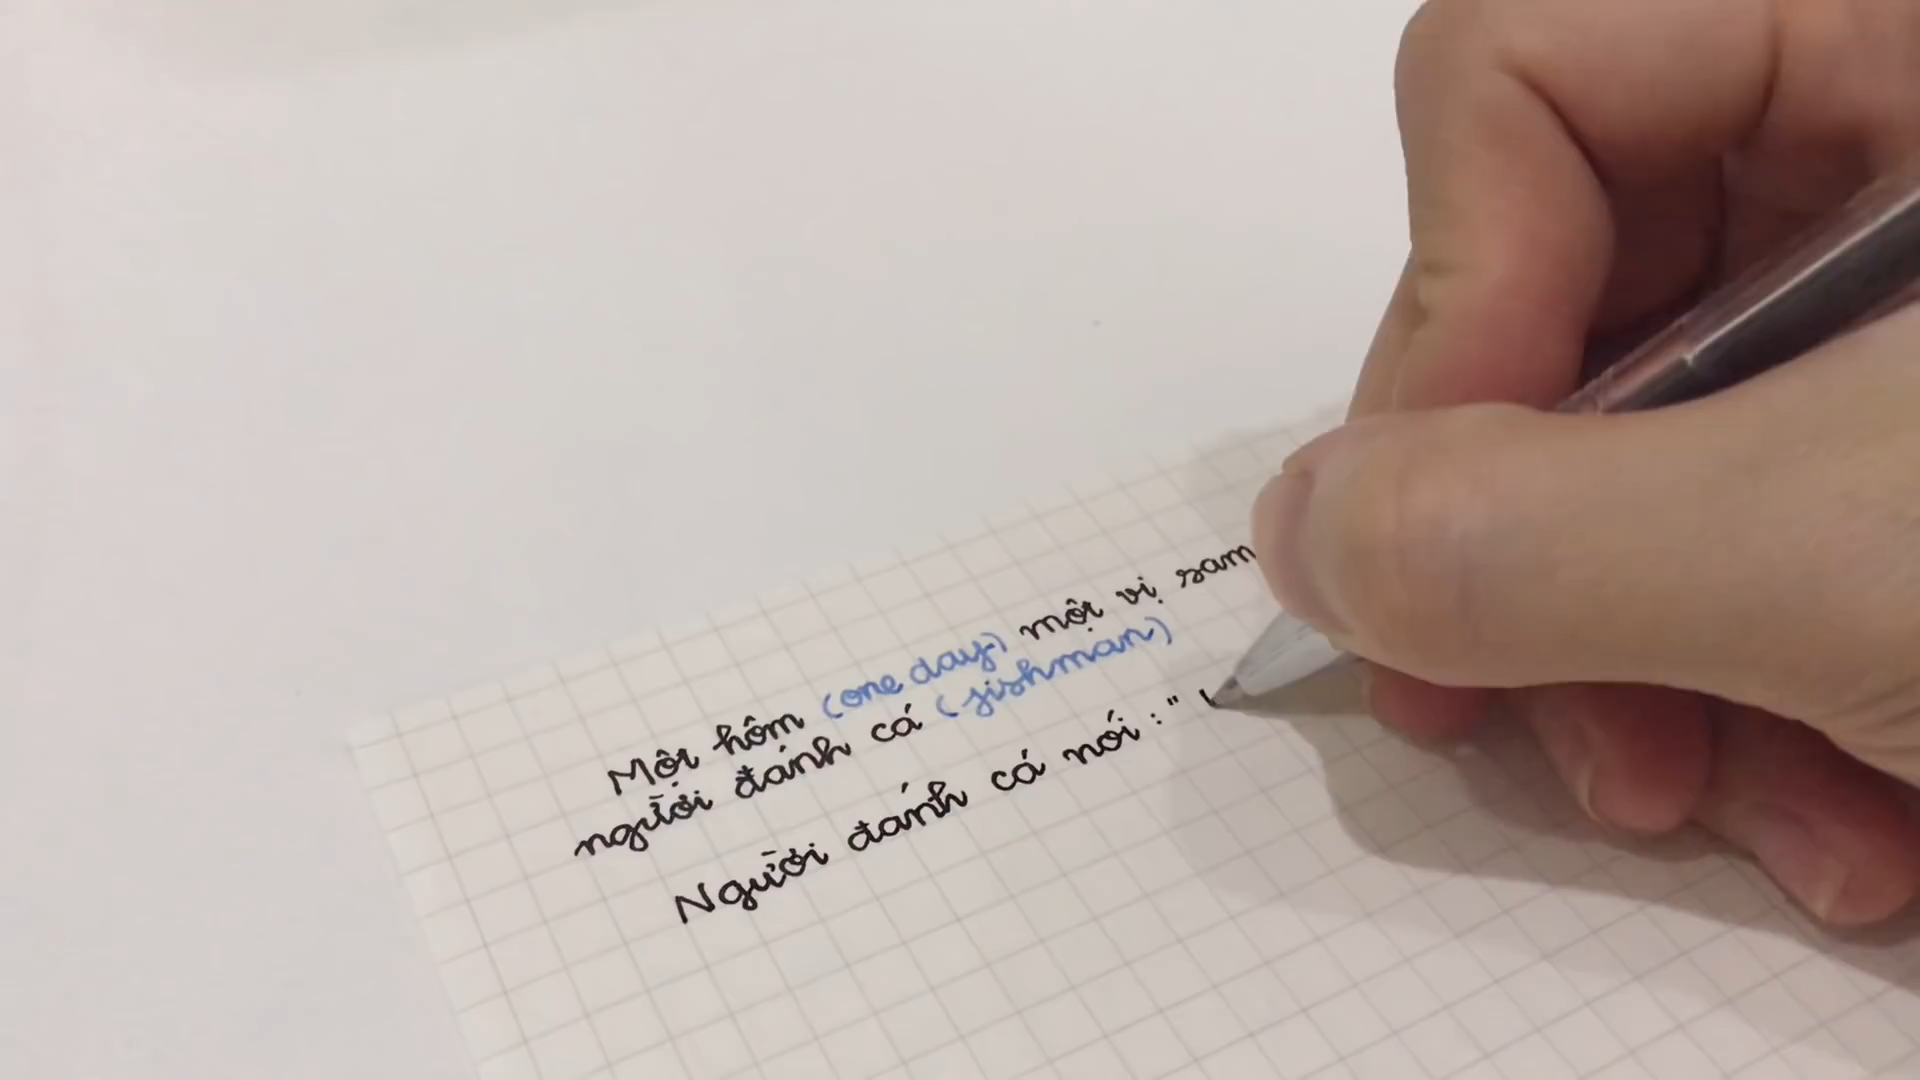 Một hôm (one day) một vị sam
người đánh cá (fishman)
Người đánh cá nói : "